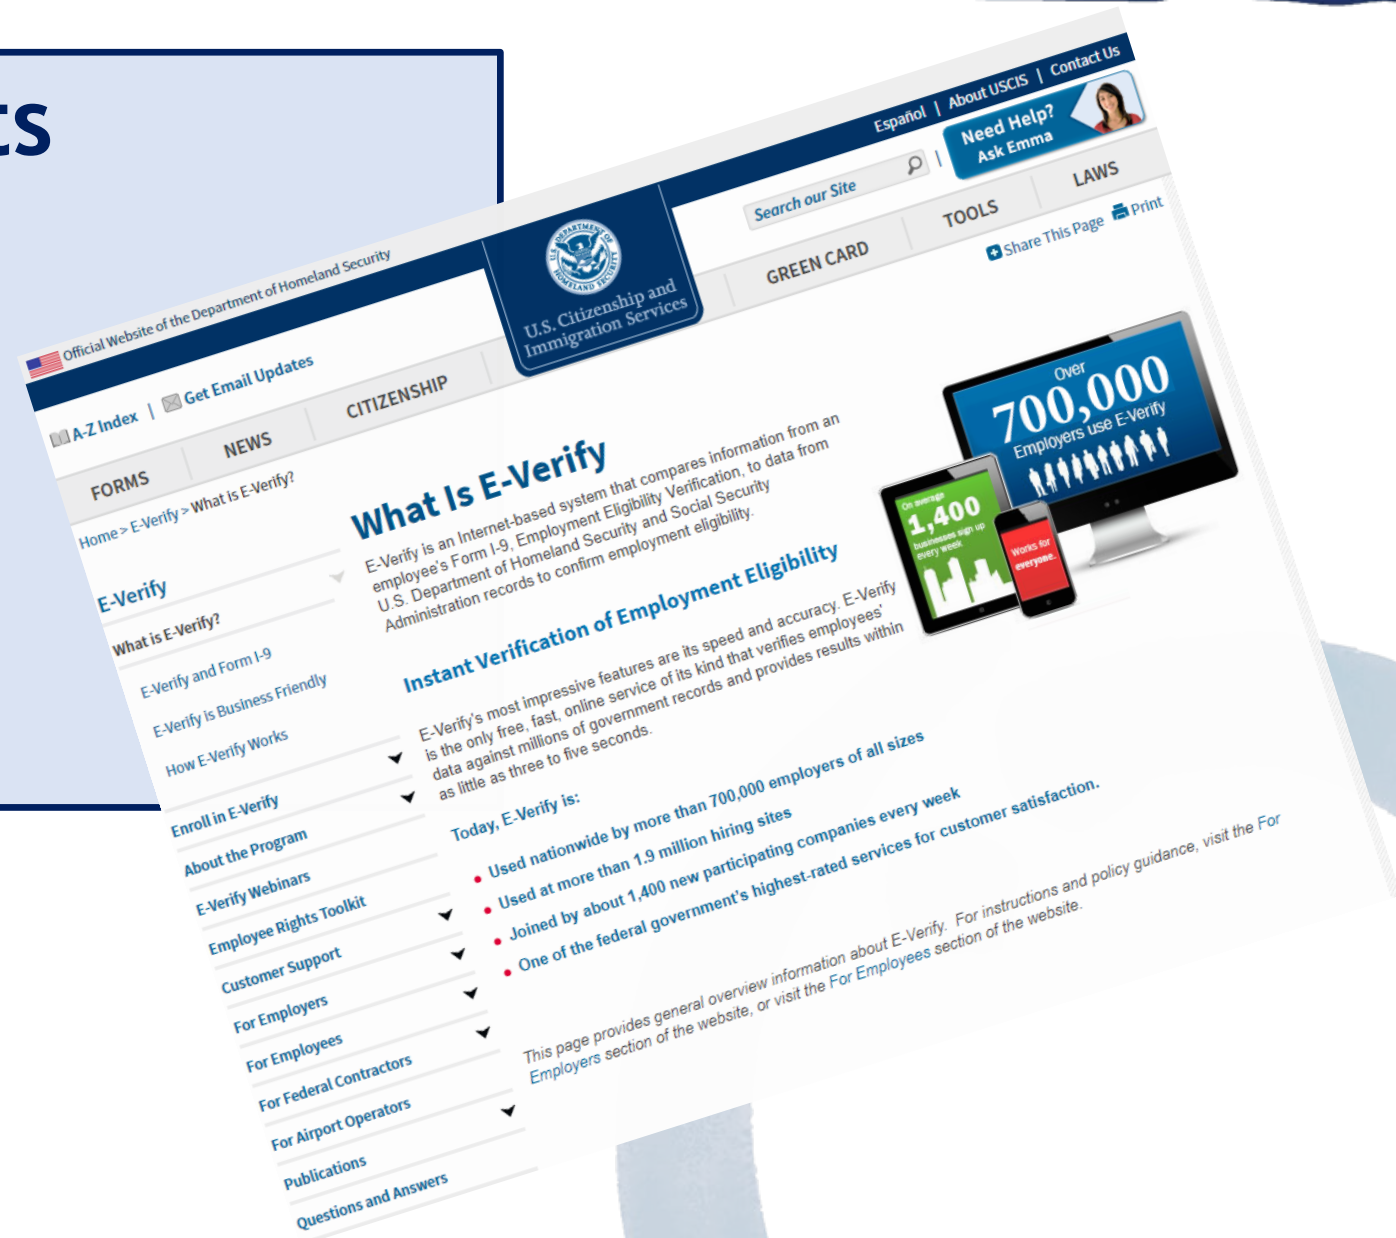 ts
Official Website of the Department of Homeland Security
Español | About USCIS | Contact Us
A-Z Index | Get Email Updates
U.S. DEPARTMENT OF HOMELAND SECURITY
U.S. Citizenship and
Immigration Services
Search our Site
Need Help?
Ask Emma
FORMS
NEWS
CITIZENSHIP
GREEN CARD
TOOLS
LAWS
Home > E-Verify > What is E-Verify?
Share This Page
Print
E-Verify
What is E-Verify?
E-Verify and Form I-9
E-Verify is Business Friendly
How E-Verify Works
Enroll in E-Verify
About the Program
E-Verify Webinars
Employee Rights Toolkit
Customer Support
For Employers
For Employees
For Federal Contractors
For Airport Operators
Publications
Questions and Answers
What Is E-Verify
E-Verify is an Internet-based system that compares information from an
employee's Form I-9, Employment Eligibility Verification, to data from
U.S. Department of Homeland Security and Social Security
Administration records to confirm employment eligibility.
Over
700,000
Employers use E-Verify
On average
1,400
businesses sign up
every week
Works for
everyone.
Instant Verification of Employment Eligibility
E-Verify's most impressive features are its speed and accuracy. E-Verify
is the only free, fast, online service of its kind that verifies employees'
data against millions of government records and provides results within
as little as three to five seconds.
Today, E-Verify is:
• Used nationwide by more than 700,000 employers of all sizes
• Used at more than 1.9 million hiring sites
• Joined by about 1,400 new participating companies every week
• One of the federal government's highest-rated services for customer satisfaction.
This page provides general overview information about E-Verify. For instructions and policy guidance, visit the For
Employers section of the website, or visit the For Employees section of the website.